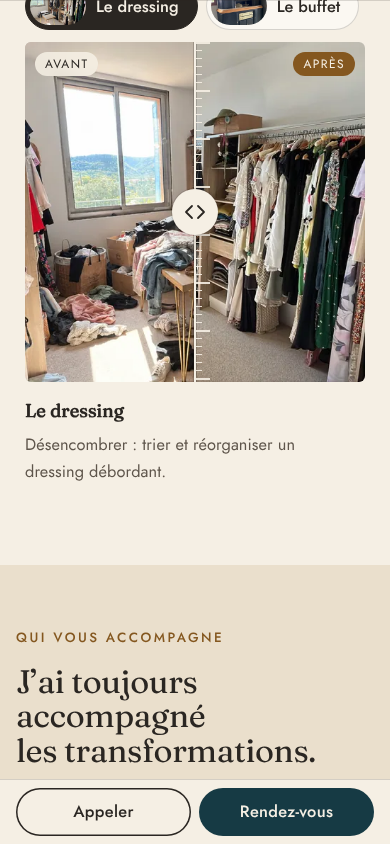 Le dressing
Le buffet
AVANT
APRÈS
Le dressing
Désencombrer : trier et réorganiser un
dressing débordant.
QUI VOUS ACCOMPAGNE
J’ai toujours
accompagné
les transformations.
Appeler
Rendez-vous